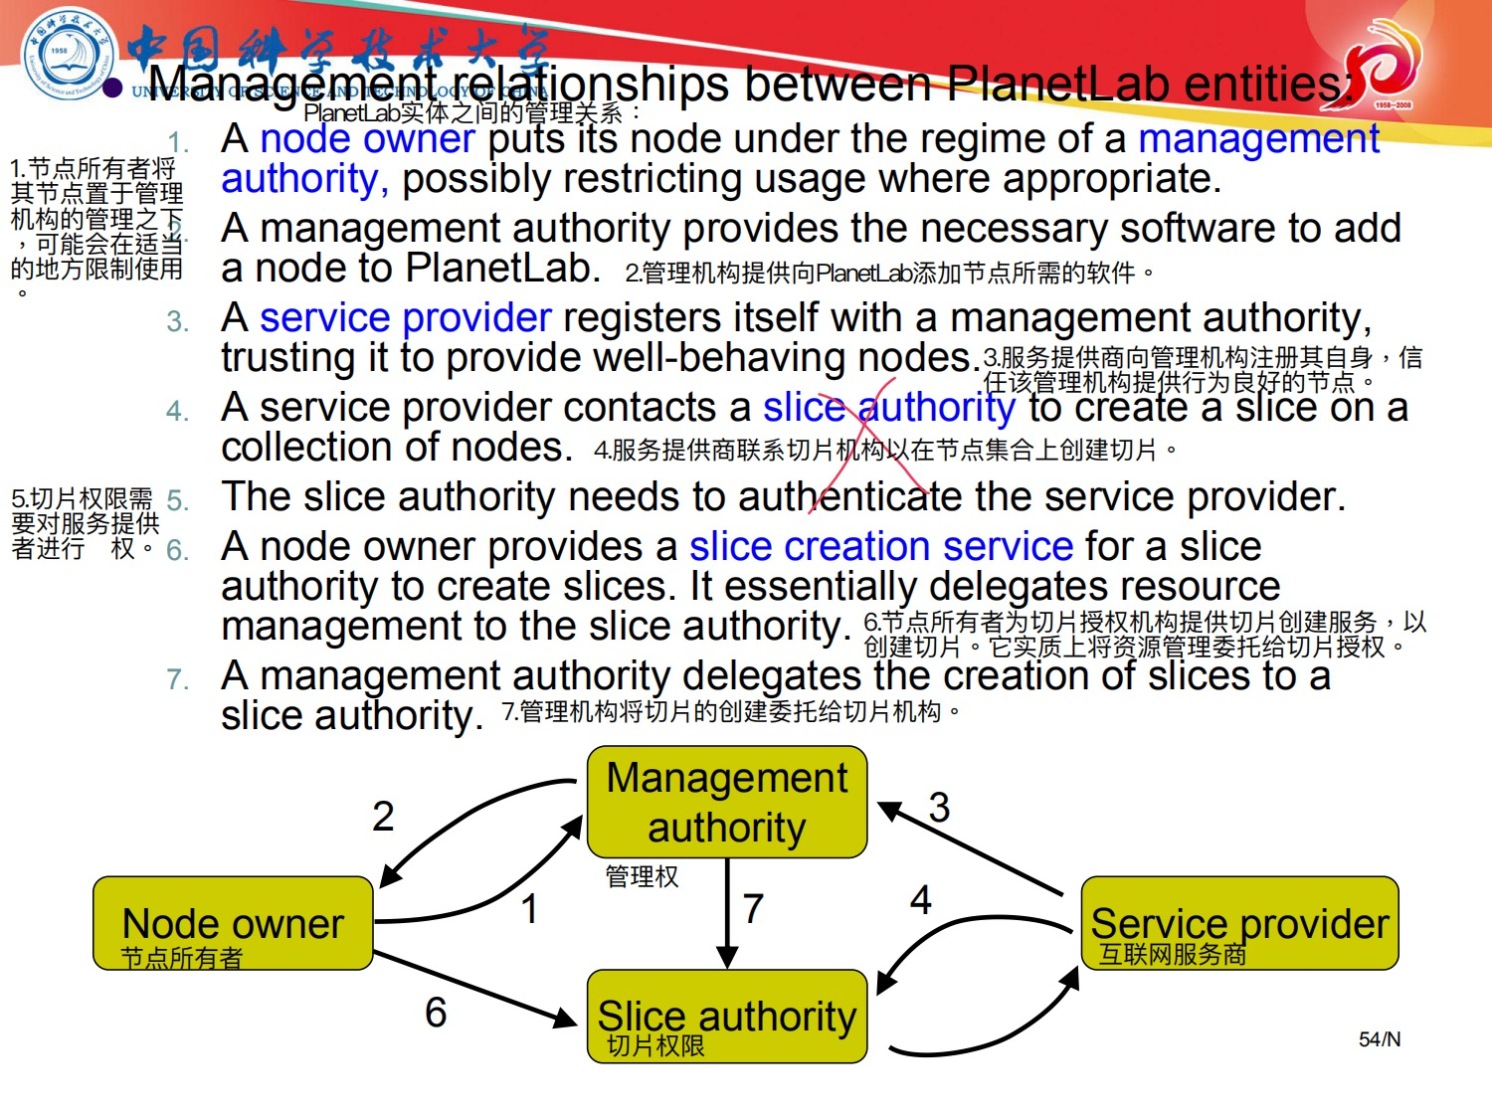 中国科学技术大学
1958
UNIVERSITY OF SCIENCE AND TECHNOLOGY OF CHINA
1958—2008
Management relationships between PlanetLab entities:
PlanetLab实体之间的管理关系：
1. A node owner puts its node under the regime of a management
authority, possibly restricting usage where appropriate.
1.节点所有者将
其节点置于管理
机构的管理之下
，可能会在适当
的地方限制使用
。
2. A management authority provides the necessary software to add
a node to PlanetLab.
2.管理机构提供向PlanetLab添加节点所需的软件。
3. A service provider registers itself with a management authority,
trusting it to provide well-behaving nodes.
3.服务提供商向管理机构注册其自身，信
任该管理机构提供行为良好的节点。
4. A service provider contacts a slice authority to create a slice on a
collection of nodes.
4.服务提供商联系切片机构以在节点集合上创建切片。
5. The slice authority needs to authenticate the service provider.
5.切片权限需
要对服务提供
者进行 权。
6. A node owner provides a slice creation service for a slice
authority to create slices. It essentially delegates resource
management to the slice authority.
6.节点所有者为切片授权机构提供切片创建服务，以
创建切片。它实质上将资源管理委托给切片授权。
7. A management authority delegates the creation of slices to a
slice authority.
7.管理机构将切片的创建委托给切片机构。
Management
authority
管理权
2
3
1
7
4
Node owner
节点所有者
Service provider
互联网服务商
6
Slice authority
切片权限
54/N